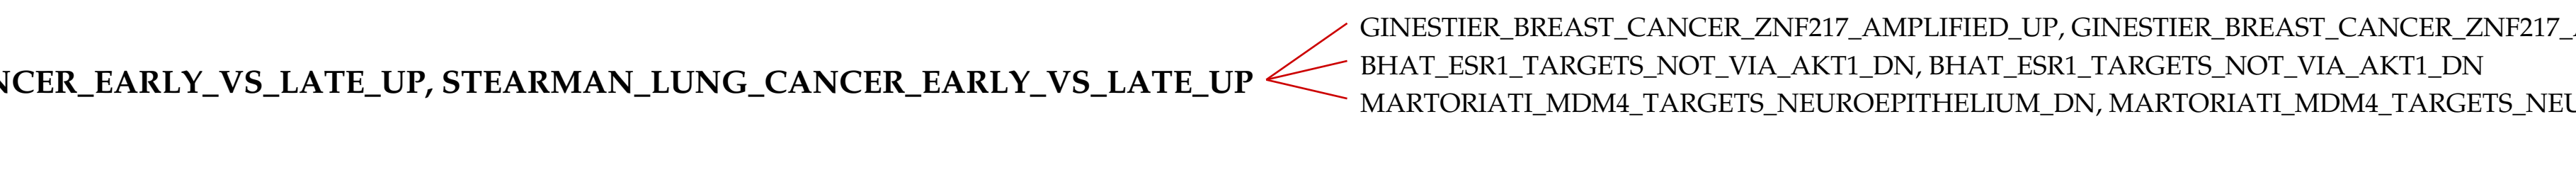 GINESTIER_BREAST_CANCER_ZNF217_AMPLIFIED_UP, GINESTIER_BREAST_CANCER_ZNF217_
BHAT_ESR1_TARGETS_NOT_VIA_AKT1_DN, BHAT_ESR1_TARGETS_NOT_VIA_AKT1_DN
NCER_EARLY_VS_LATE_UP, STEARMAN_LUNG_CANCER_EARLY_VS_LATE_UP
MARTORIATI_MDM4_TARGETS_NEUROEPITHELIUM_DN, MARTORIATI_MDM4_TARGETS_NEU